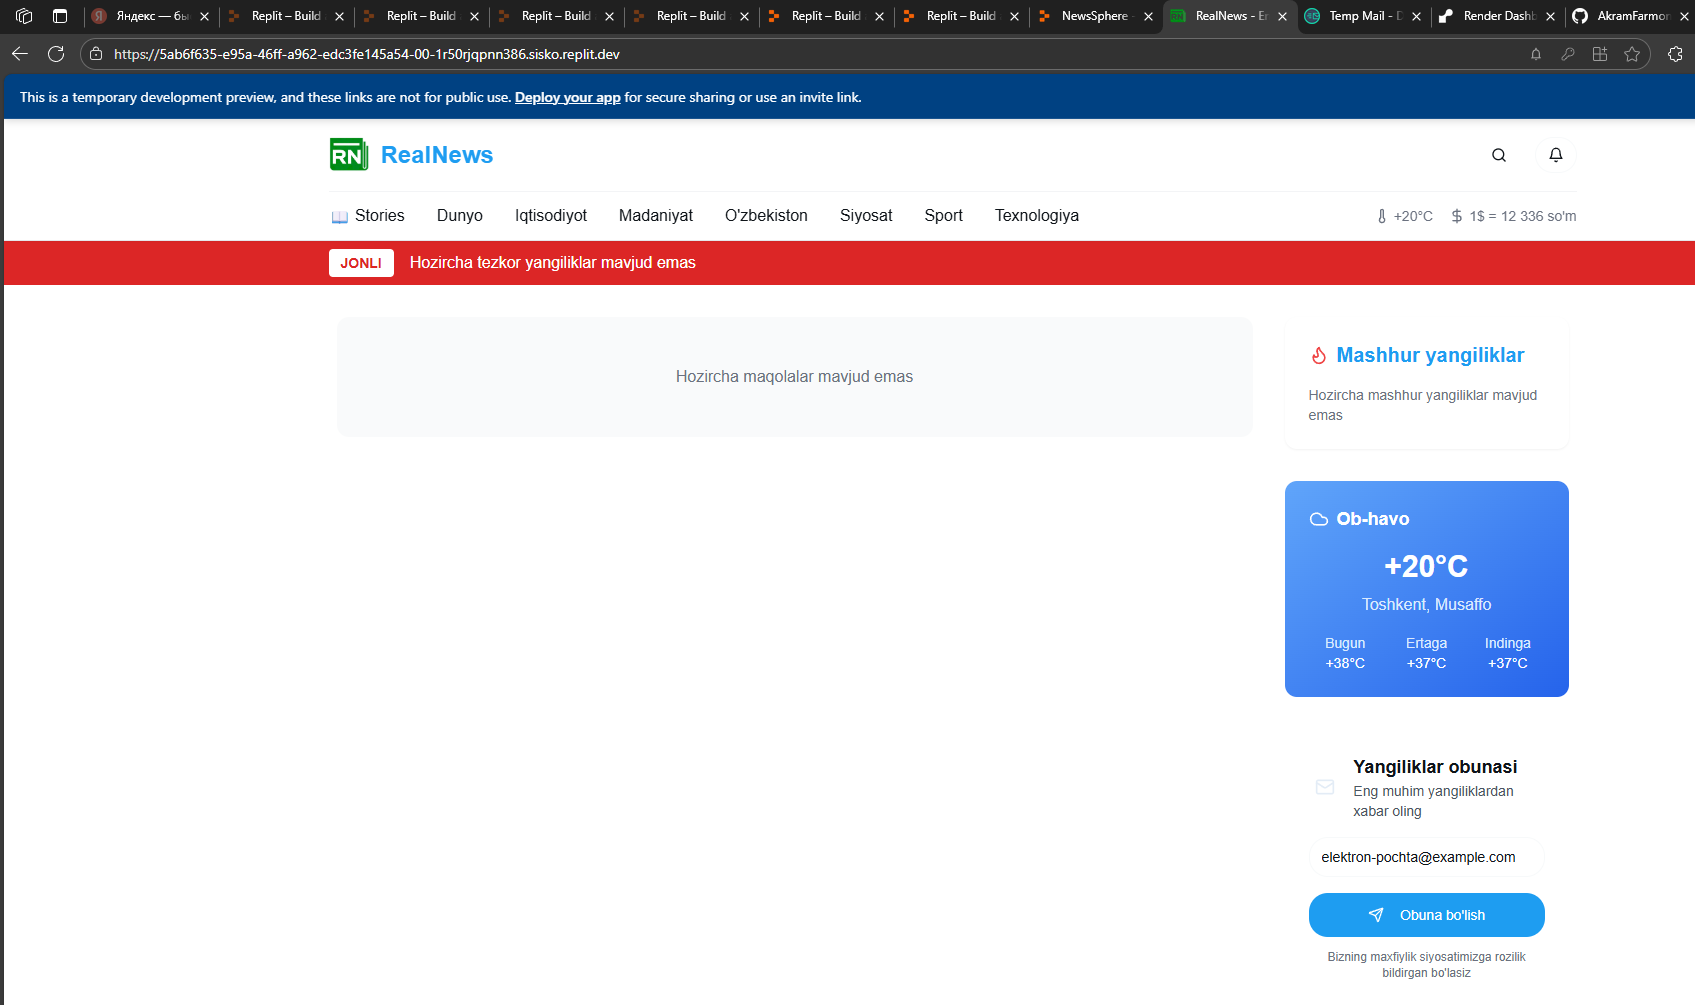 Яндекс — бы
Replit – Build
Replit – Build
Replit – Build
Replit – Build
Replit – Build
Replit – Build
NewsSphere
RealNews - Er
Temp Mail - D
Render Dashb
AkramFarmon
https://5ab6f635-e95a-46ff-a962-edc3fe145a54-00-1r50rjqpnn386.sisko.replit.dev
This is a temporary development preview, and these links are not for public use. Deploy your app for secure sharing or use an invite link.
RN RealNews
Stories Dunyo Iqtisodiyot Madaniyat O'zbekiston Siyosat Sport Texnologiya +20°C 1$ = 12 336 so'm
JONLI Hozircha tezkor yangiliklar mavjud emas
Hozircha maqolalar mavjud emas
Mashhur yangiliklar
Hozircha mashhur yangiliklar mavjud
emas
Ob-havo
+20°C
Toshkent, Musaffo
Bugun Ertaga Indinga
+38°C +37°C +37°C
Yangiliklar obunasi
Eng muhim yangiliklardan
xabar oling
elektron-pochta@example.com
Obuna bo'lish
Bizning maxfiylik siyosatimizga rozilik
bildirgan bo'lasiz